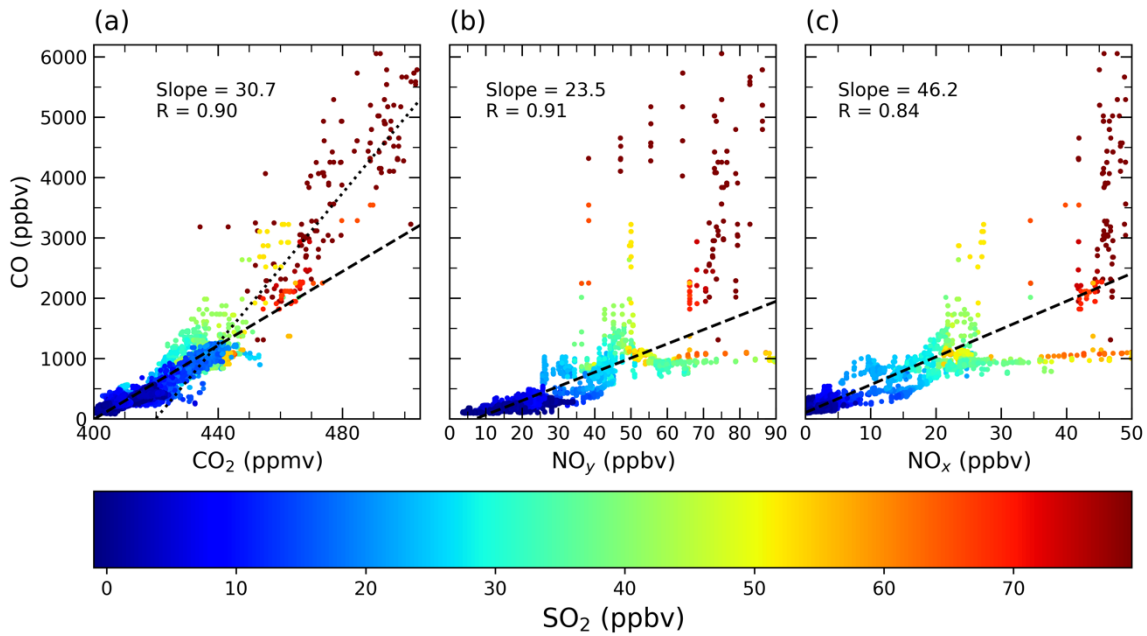 (a)
(b)
(c)
Slope = 30.7
R = 0.90
Slope = 23.5
R = 0.91
Slope = 46.2
R = 0.84
CO (ppbv)
6000
5000
4000
3000
2000
1000
0
400 440 480
0 10 20 30 40 50 60 70 80 90
0 10 20 30 40 50
CO₂ (ppmv)
NOy (ppbv)
NOx (ppbv)
0 10 20 30 40 50 60 70
SO₂ (ppbv)